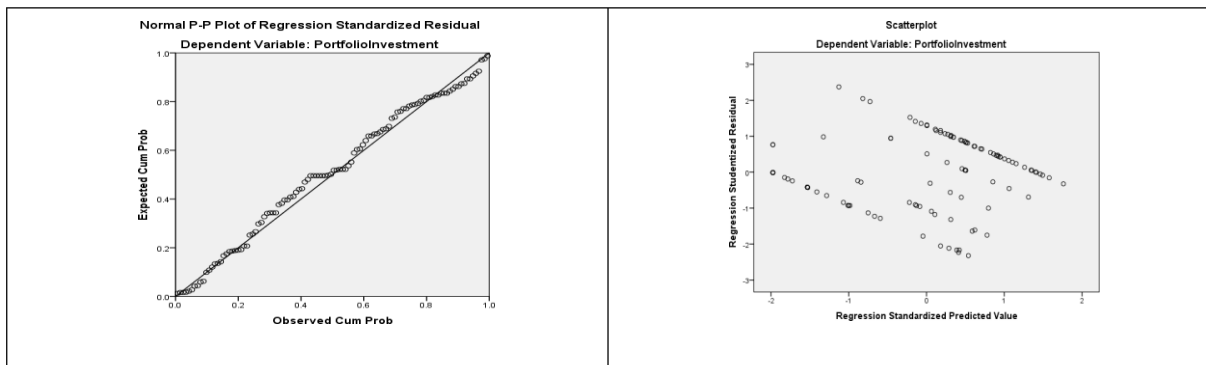 Normal P-P Plot of Regression Standardized Residual
Dependent Variable: PortfolioInvestment
1.0
0.8
0.6
0.4
0.2
0.0
Expected Cum Prob
0.0 0.2 0.4 0.6 0.8 1.0
Observed Cum Prob
Scatterplot
Dependent Variable: PortfolioInvestment
3
2
1
0
-1
-2
-3
Regression Studentized Residual
-2 -1 0 1 2
Regression Standardized Predicted Value